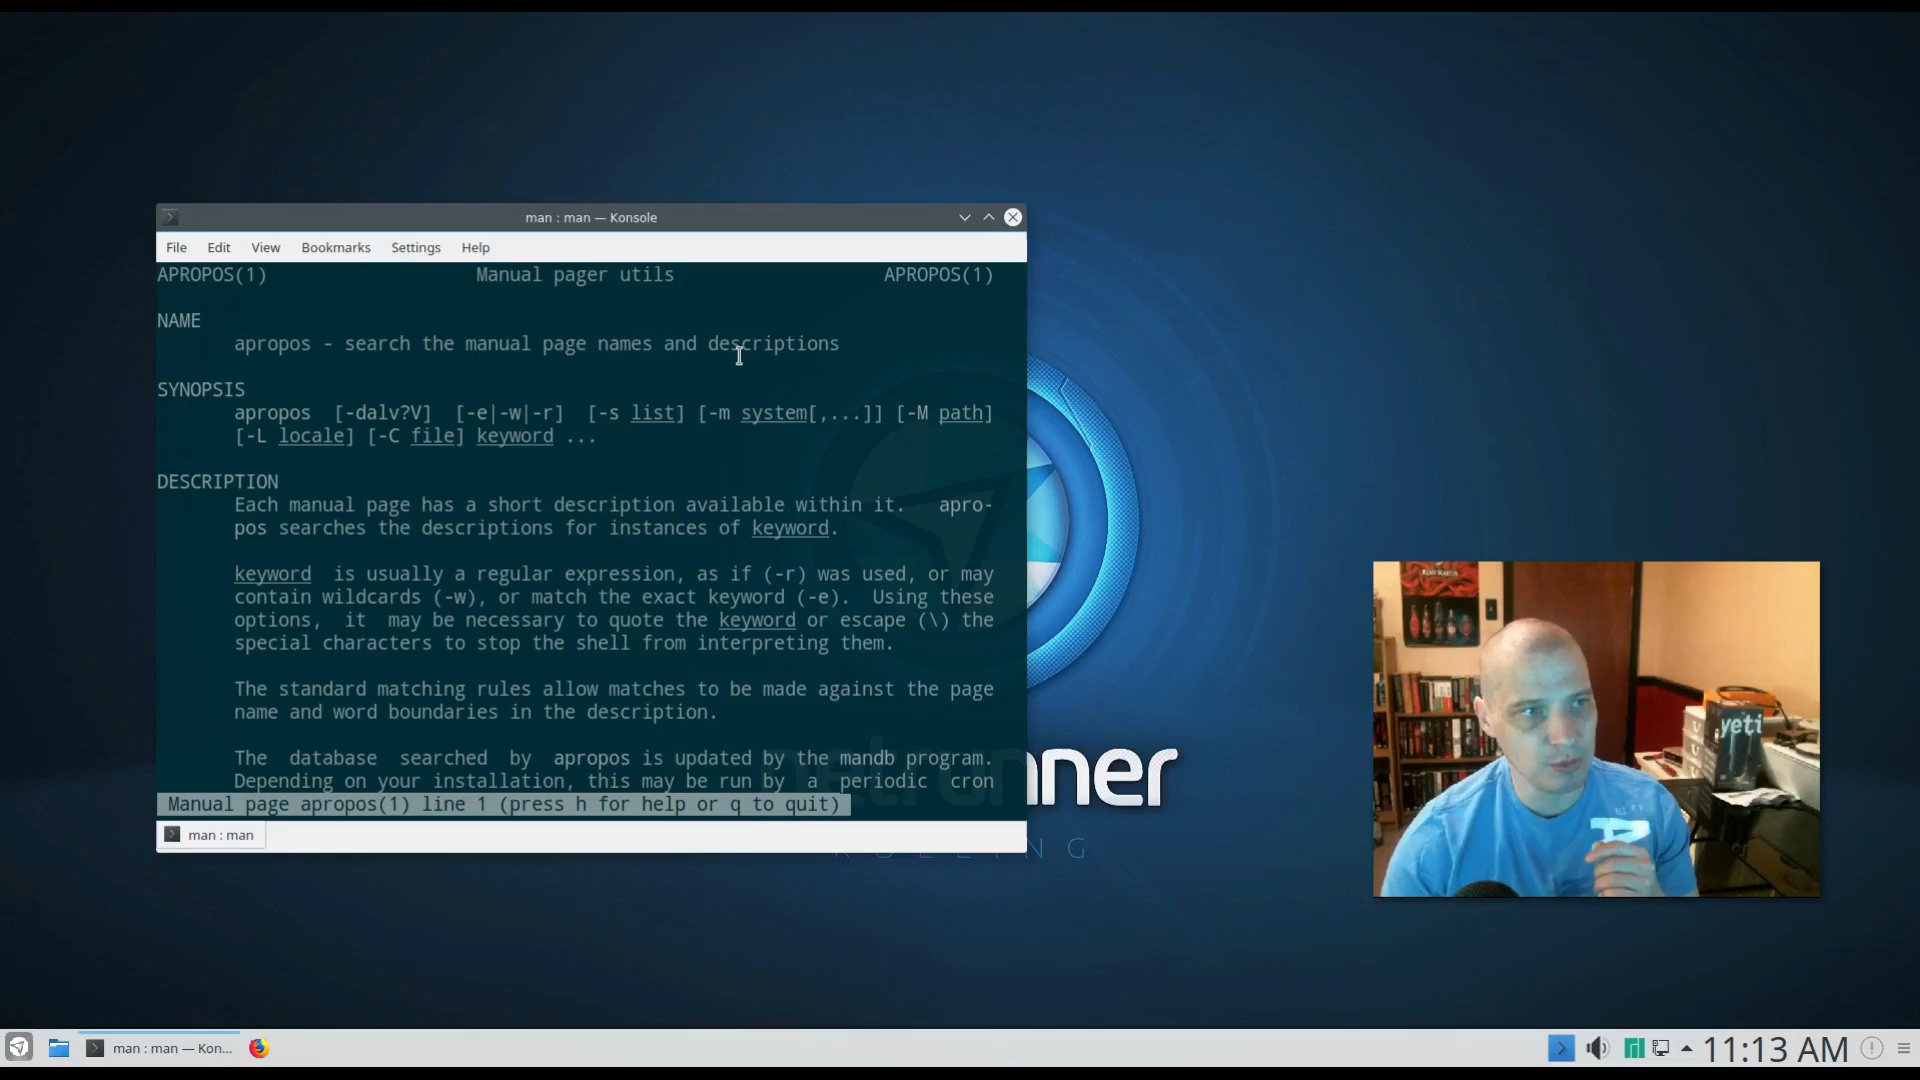 man : man — Konsole
File Edit View Bookmarks Settings Help
APROPOS(1) Manual pager utils APROPOS(1)
NAME
apropos - search the manual page names and descriptions
SYNOPSIS
apropos [-dalv?V] [-e|-w|-r] [-s list] [-m system[,...]] [-M path]
[-L locale] [-C file] keyword ...
DESCRIPTION
Each manual page has a short description available within it. apro-
pos searches the descriptions for instances of keyword.
keyword is usually a regular expression, as if (-r) was used, or may
contain wildcards (-w), or match the exact keyword (-e). Using these
options, it may be necessary to quote the keyword or escape (\) the
special characters to stop the shell from interpreting them.
The standard matching rules allow matches to be made against the page
name and word boundaries in the description.
The database searched by apropos is updated by the mandb program.
Depending on your installation, this may be run by a periodic cron
Manual page apropos(1) line 1 (press h for help or q to quit)
man : man
netrunner
ROLLING
yeti
man : man — Kon...
11:13 AM